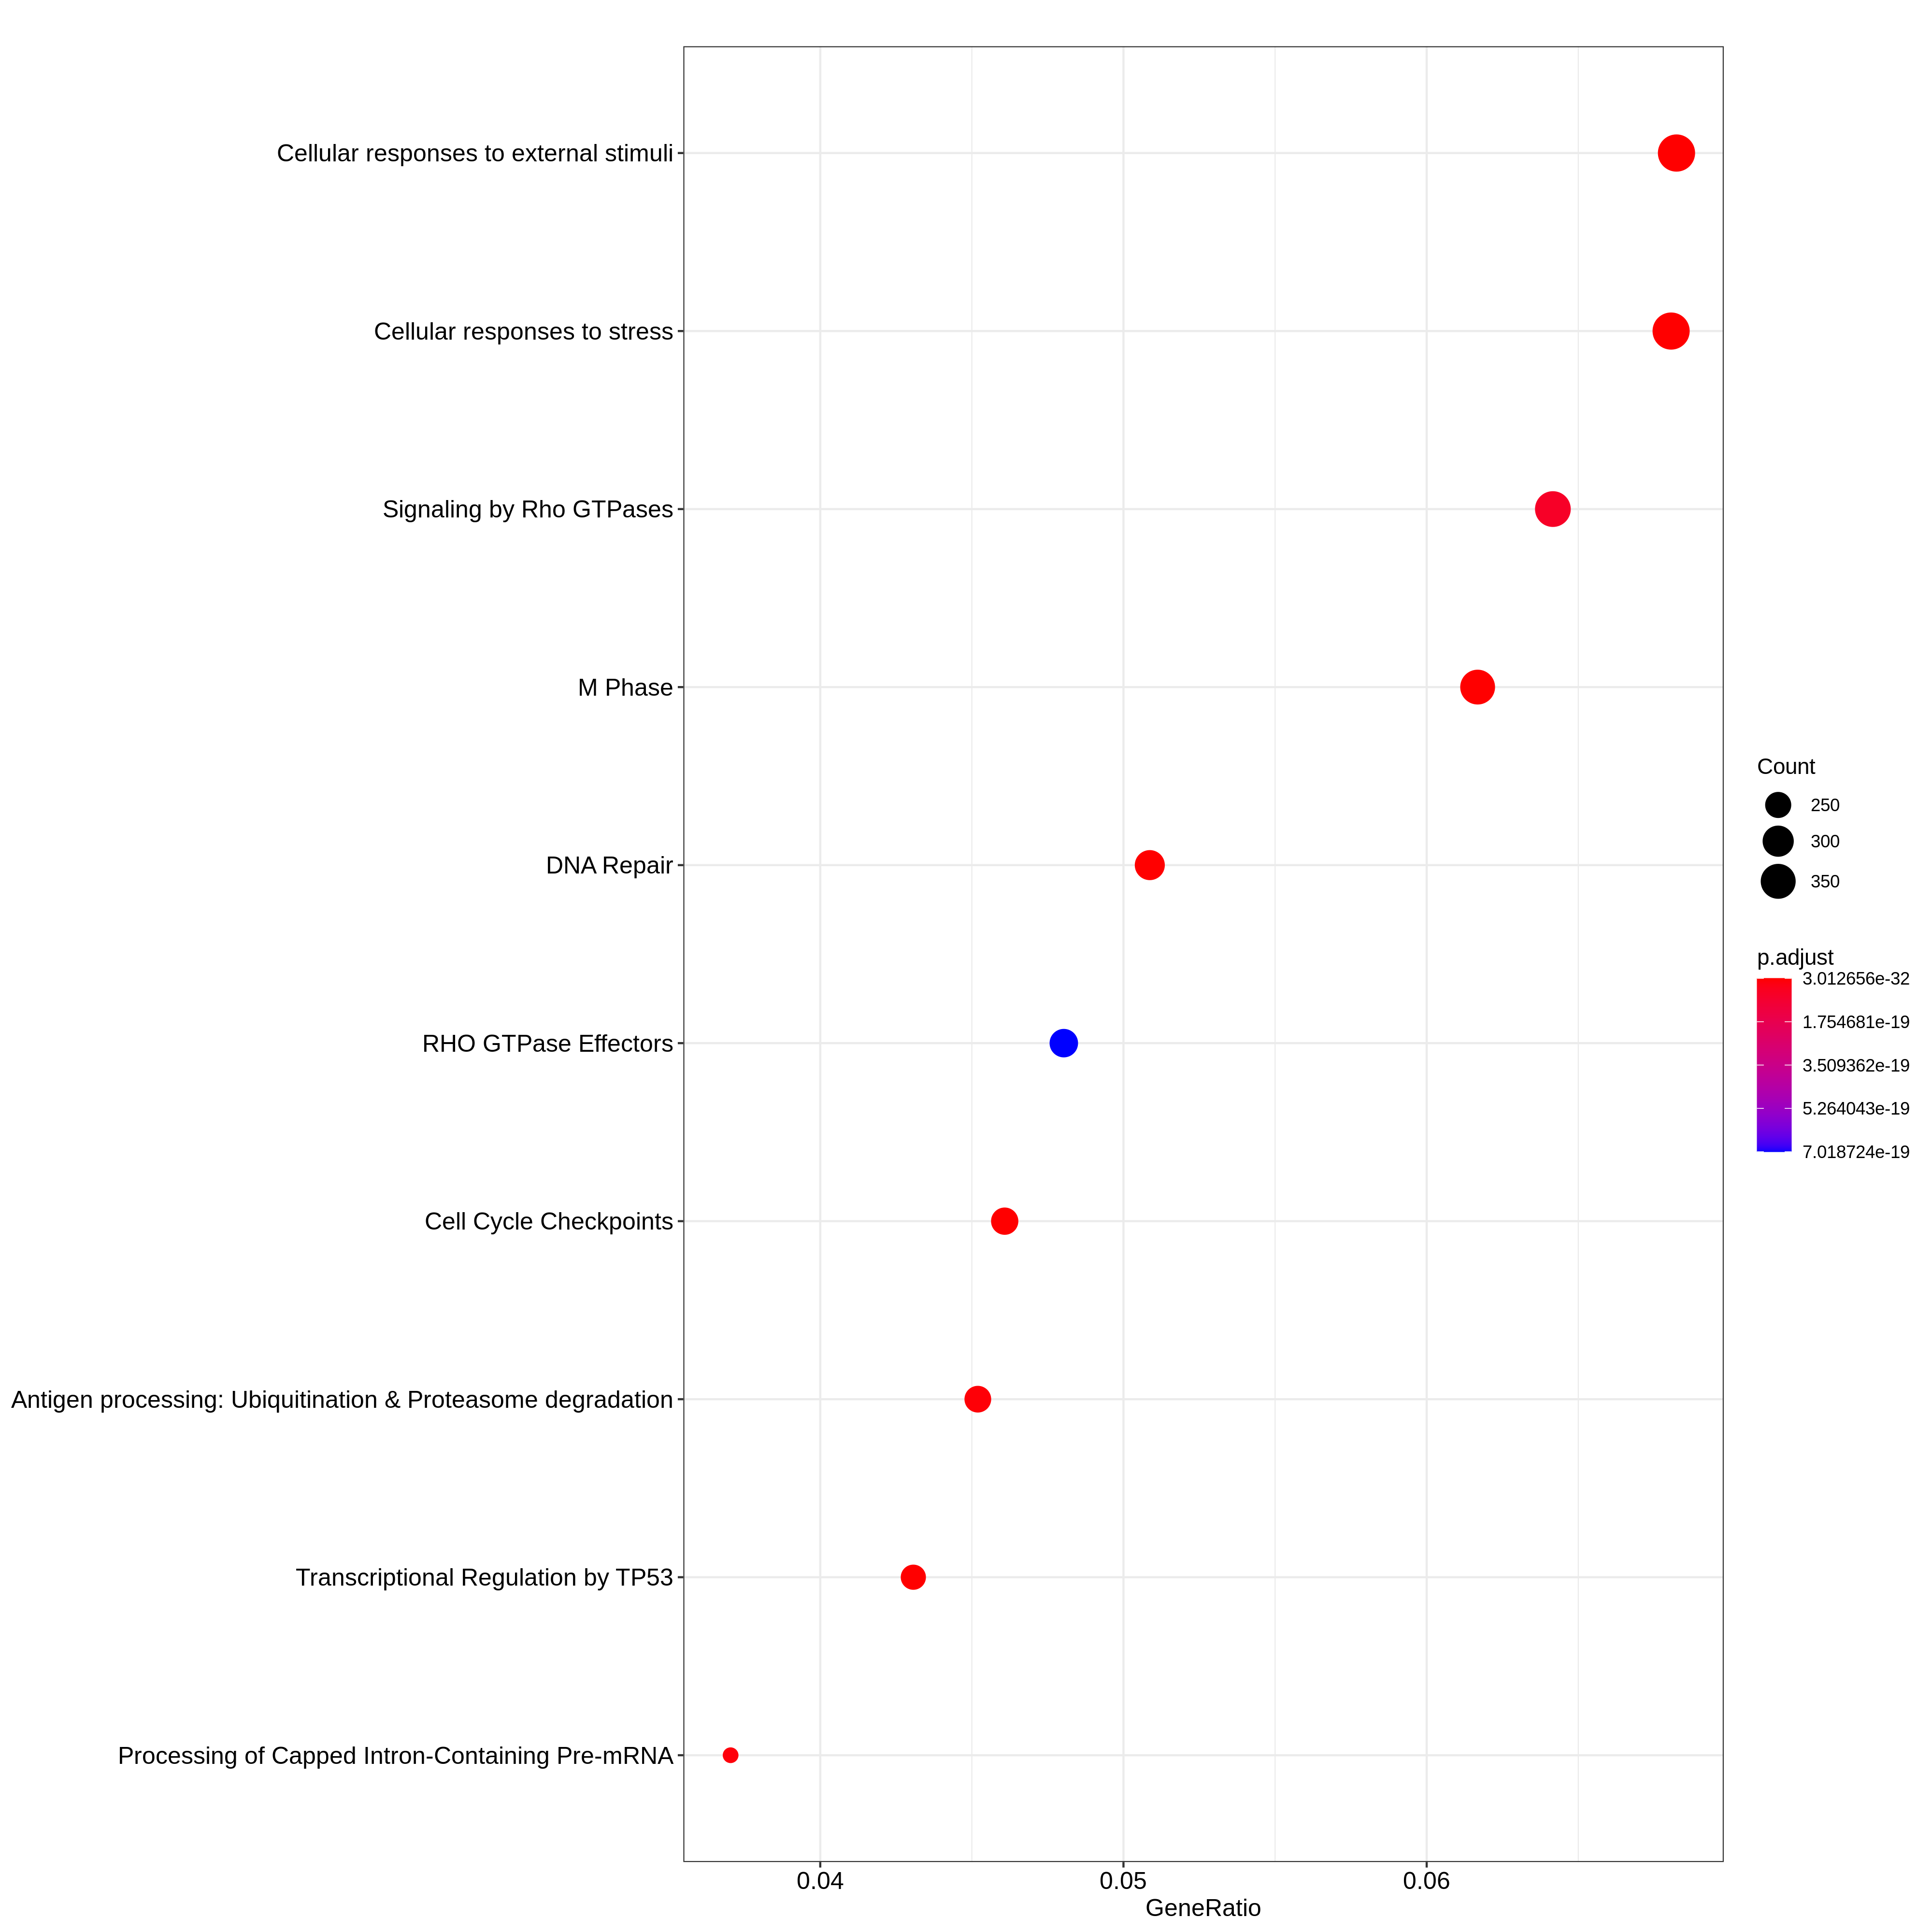 Cellular responses to external stimuli
Cellular responses to stress
Signaling by Rho GTPases
M Phase
DNA Repair
RHO GTPase Effectors
Cell Cycle Checkpoints
Antigen processing: Ubiquitination & Proteasome degradation
Transcriptional Regulation by TP53
Processing of Capped Intron-Containing Pre-mRNA
0.04
0.05
0.06
GeneRatio
Count
250
300
350
p.adjust
3.012656e-32
1.754681e-19
3.509362e-19
5.264043e-19
7.018724e-19